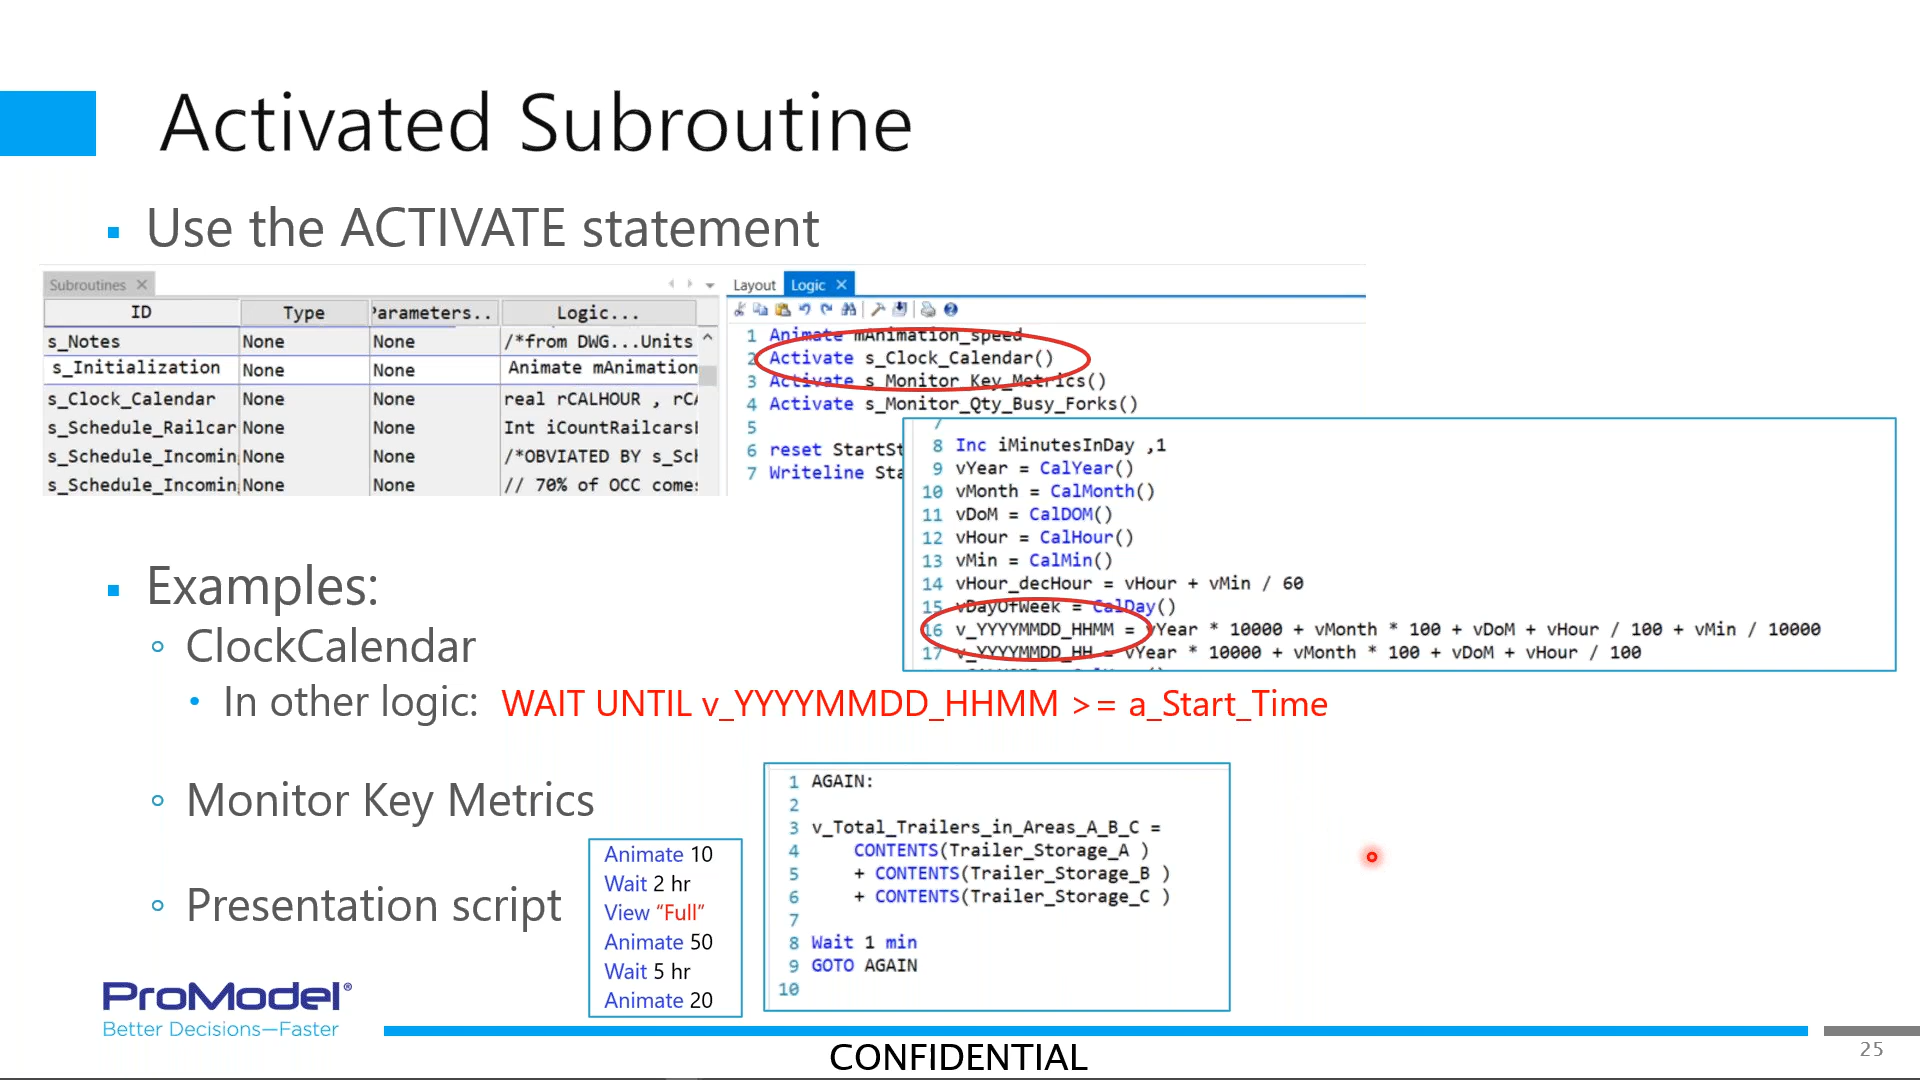 Activated Subroutine
Use the ACTIVATE statement
Subroutines
ID Type Parameters.. Logic...
s_Notes None None /*from DWG...Units
s_Initialization None None Animate mAnimation
s_Clock_Calendar None None real rCALHOUR , rCA
s_Schedule_Railcar None None Int iCountRailcars
s_Schedule_Incomin None None /*OBVIATED BY s_Sch
s_Schedule_Incomin None None // 70% of OCC comes
Layout Logic
1 Animate mAnimation_speed
2 Activate s_Clock_Calendar()
3 Activate s_Monitor_Key_Metrics()
4 Activate s_Monitor_Qty_Busy_Forks()
5
6 reset StartSt
7 Writeline Sta
7
8 Inc iMinutesInDay ,1
9 vYear = CalYear()
10 vMonth = CalMonth()
11 vDoM = CalDOM()
12 vHour = CalHour()
13 vMin = CalMin()
14 vHour_decHour = vHour + vMin / 60
15 vDayOfWeek = CalDay()
16 v_YYYYMMDD_HHMM = vYear * 10000 + vMonth * 100 + vDoM + vHour / 100 + vMin / 10000
17 v_YYYYMMDD_HH = vYear * 10000 + vMonth * 100 + vDoM + vHour / 100
Examples:
ClockCalendar
In other logic: WAIT UNTIL v_YYYYMMDD_HHMM >= a_Start_Time
Monitor Key Metrics
1 AGAIN:
2
3 v_Total_Trailers_in_Areas_A_B_C =
4 CONTENTS(Trailer_Storage_A )
5 + CONTENTS(Trailer_Storage_B )
6 + CONTENTS(Trailer_Storage_C )
7
8 Wait 1 min
9 GOTO AGAIN
10
Presentation script
Animate 10
Wait 2 hr
View “Full”
Animate 50
Wait 5 hr
Animate 20
ProModel®
Better Decisions—Faster
CONFIDENTIAL
25